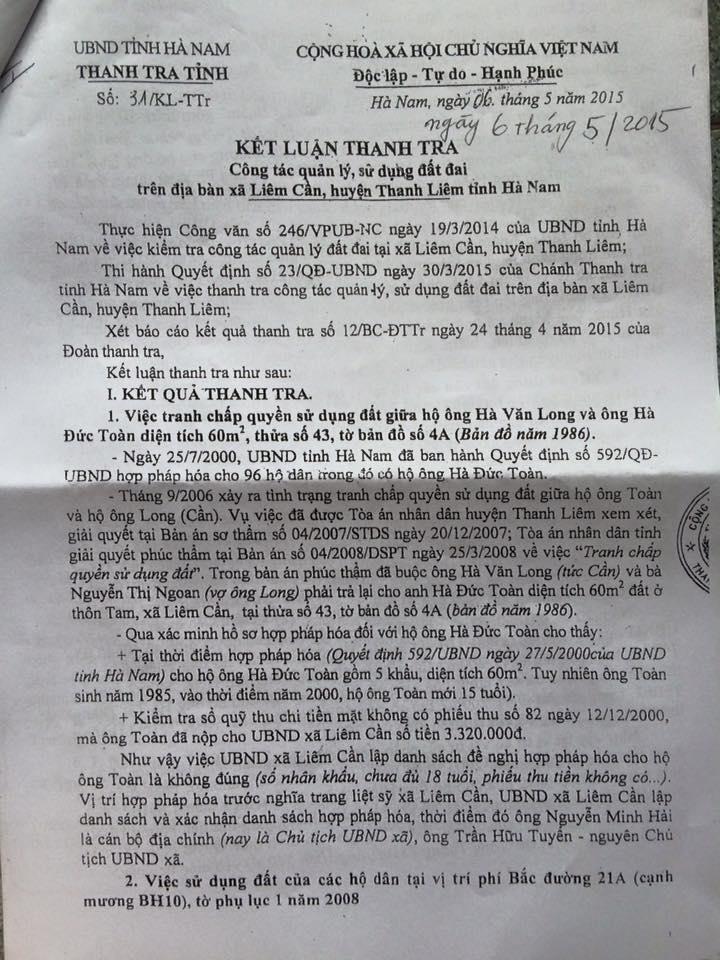 UBND TỈNH HÀ NAM
THANH TRA TỈNH
Số: 31/KL-TTr
CỘNG HOÀ XÃ HỘI CHỦ NGHĨA VIỆT NAM
Độc lập - Tự do - Hạnh Phúc
Hà Nam, ngày 06 tháng 5 năm 2015
ngày 6 tháng 5/2015
KẾT LUẬN THANH TRA
Công tác quản lý, sử dụng đất đai
trên địa bàn xã Liêm Cần, huyện Thanh Liêm tỉnh Hà Nam
Thực hiện Công văn số 246/VPUB-NC ngày 19/3/2014 của UBND tỉnh Hà
Nam về việc kiểm tra công tác quản lý đất đai tại xã Liêm Cần, huyện Thanh Liêm;
Thi hành Quyết định số 23/QĐ-UBND ngày 30/3/2015 của Chánh Thanh tra
tỉnh Hà Nam về việc thanh tra công tác quản lý, sử dụng đất đai trên địa bàn xã Liêm
Cần, huyện Thanh Liêm;
Xét báo cáo kết quả thanh tra số 12/BC-ĐTTr ngày 24 tháng 4 năm 2015 của
Đoàn thanh tra,
Kết luận thanh tra như sau:
I. KẾT QUẢ THANH TRA.
1. Việc tranh chấp quyền sử dụng đất giữa hộ ông Hà Văn Long và ông Hà
Đức Toàn diện tích 60m², thửa số 43, tờ bản đồ số 4A (Bản đồ năm 1986).
- Ngày 25/7/2000, UBND tỉnh Hà Nam đã ban hành Quyết định số 592/QĐ-
UBND hợp pháp hóa cho 96 hộ dân trong đó có hộ ông Hà Đức Toàn.
- Tháng 9/2006 xảy ra tình trạng tranh chấp quyền sử dụng đất giữa hộ ông Toàn
và hộ ông Long (Cần). Vụ việc đã được Tòa án nhân dân huyện Thanh Liêm xem xét,
giải quyết tại Bản án sơ thẩm số 04/2007/STDS ngày 20/12/2007; Tòa án nhân dân tỉnh
giải quyết phúc thẩm tại Bản án số 04/2008/DSPT ngày 25/3/2008 về việc “Tranh chấp
quyền sử dụng đất”. Trong bản án phúc thẩm đã buộc ông Hà Văn Long (tức Cần) và bà
Nguyễn Thị Ngoan (vợ ông Long) phải trả lại cho anh Hà Đức Toàn diện tích 60m² đất ở
thôn Tam, xã Liêm Cần, tại thửa số 43, tờ bản đồ số 4A (bản đồ năm 1986).
- Qua xác minh hồ sơ hợp pháp hóa đối với hộ ông Hà Đức Toàn cho thấy:
+ Tại thời điểm hợp pháp hóa (Quyết định 592/UBND ngày 27/5/2000của UBND
tỉnh Hà Nam) cho hộ ông Hà Đức Toàn gồm 5 khẩu, diện tích 60m². Tuy nhiên ông Toàn
sinh năm 1985, vào thời điểm năm 2000, hộ ông Toàn mới 15 tuổi).
+ Kiểm tra sổ quỹ thu chi tiền mặt không có phiếu thu số 82 ngày 12/12/2000,
mà ông Toàn đã nộp cho UBND xã Liêm Cần số tiền 3.320.000đ.
Như vậy việc UBND xã Liêm Cần lập danh sách đề nghị hợp pháp hóa cho hộ
ông Toàn là không đúng (số nhân khẩu, chưa đủ 18 tuổi, phiếu thu tiền không có...).
Vị trí hợp pháp hóa trước nghĩa trang liệt sỹ xã Liêm Cần, UBND xã Liêm Cần lập
danh sách và xác nhận danh sách hợp pháp hóa, thời điểm đó ông Nguyễn Minh Hải
là cán bộ địa chính (nay là Chủ tịch UBND xã), ông Trần Hữu Tuyển - nguyên Chủ
tịch UBND xã.
2. Việc sử dụng đất của các hộ dân tại vị trí phí Bắc đường 21A (cạnh
mương BH10), tờ phụ lục 1 năm 2008